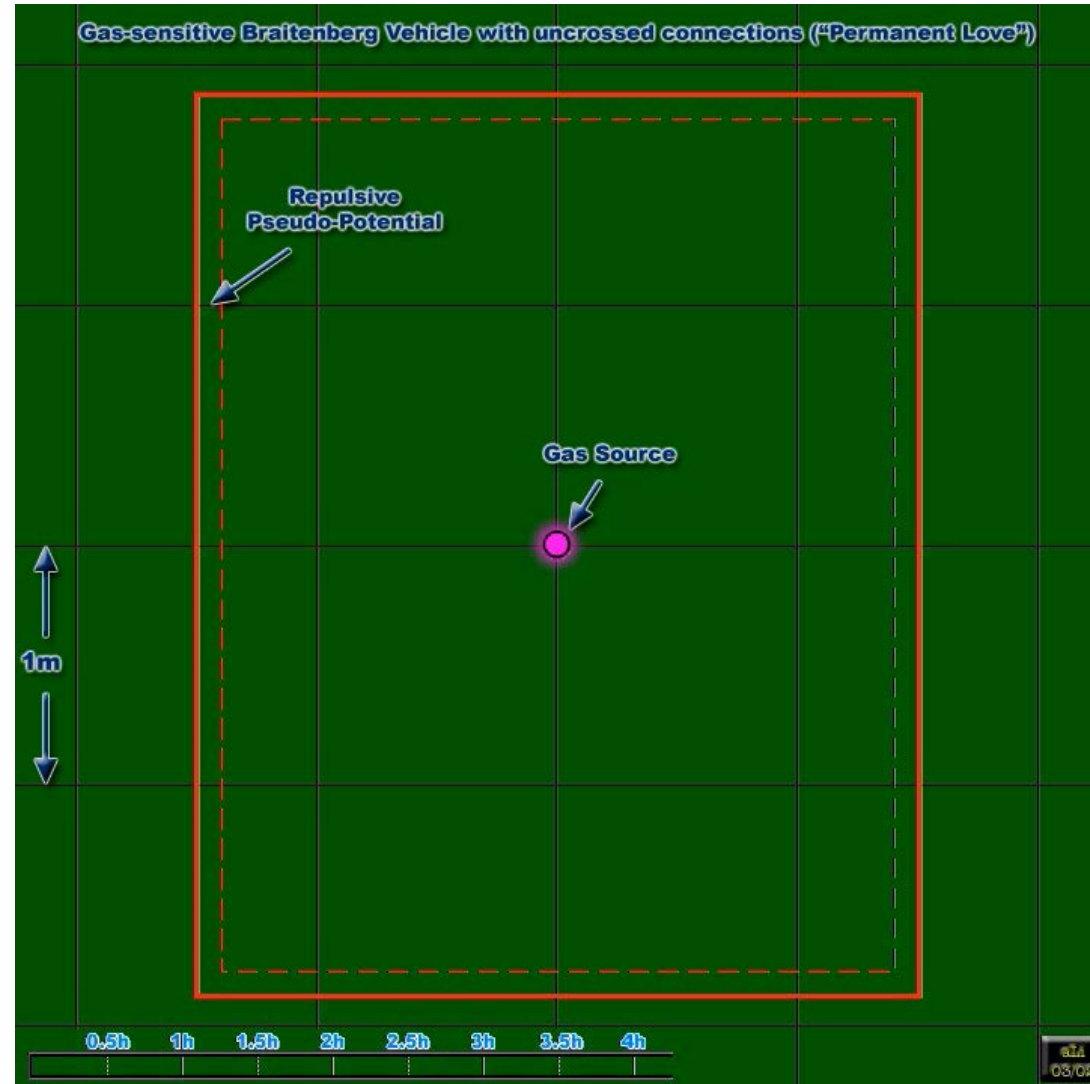 Gas-sensitive Braitenberg Vehicle with uncrossed connections (“Permanent Love”)
Repulsive
Pseudo-Potential
Gas Source
1m
0.5h 1h 1.5h 2h 2.5h 3h 3.5h 4h